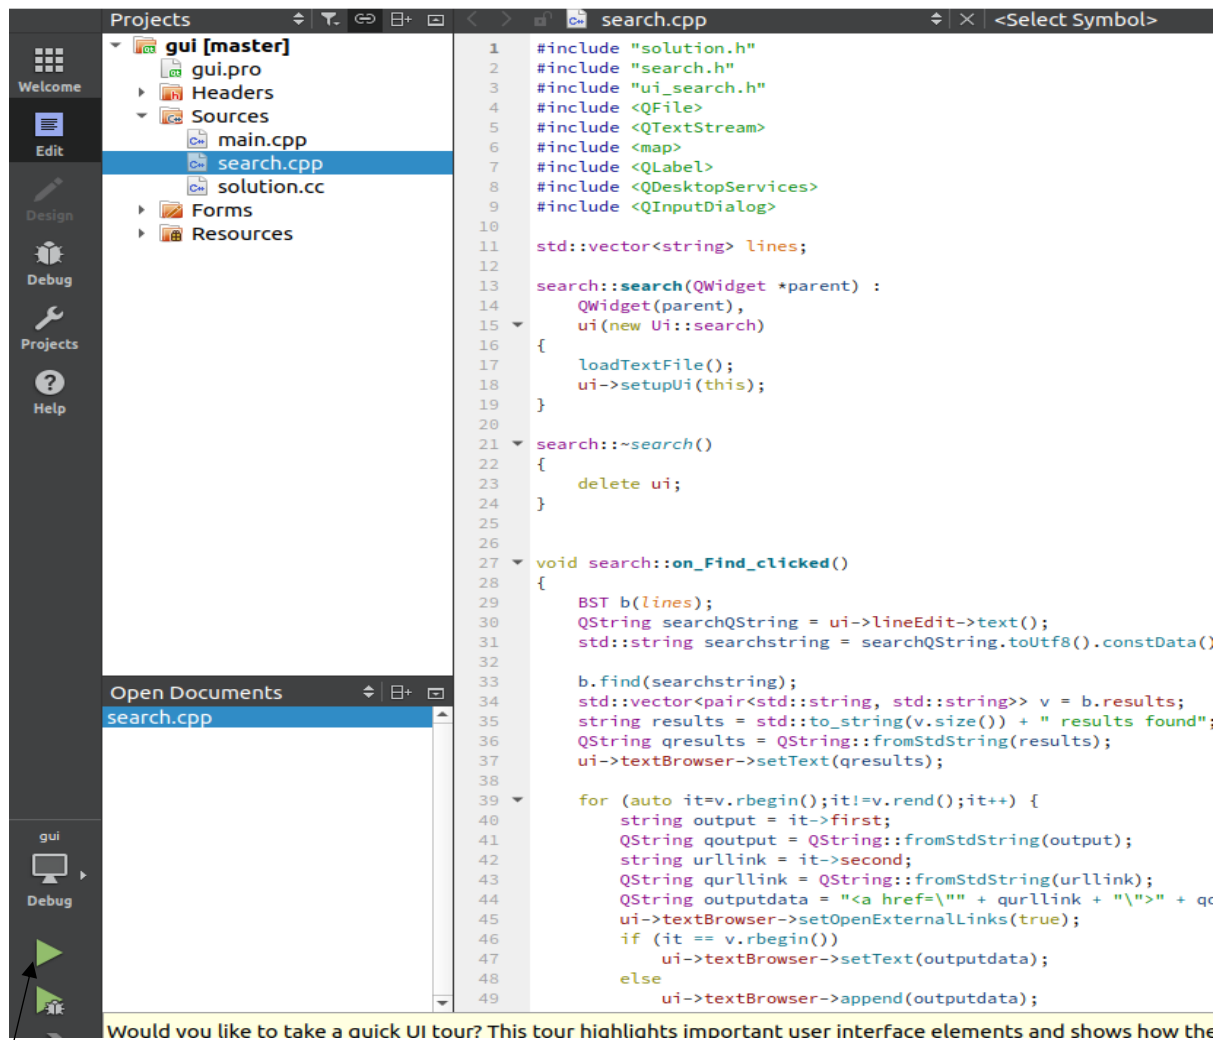 Projects
search.cpp
<Select Symbol>
Welcome
Edit
Design
Debug
Projects
Help
gui
Debug
gui [master]
gui.pro
Headers
Sources
main.cpp
search.cpp
solution.cc
Forms
Resources
Open Documents
search.cpp
1 #include "solution.h"
2 #include "search.h"
3 #include "ui_search.h"
4 #include <QFile>
5 #include <QTextStream>
6 #include <map>
7 #include <QLabel>
8 #include <QDesktopServices>
9 #include <QInputDialog>
10
11 std::vector<string> lines;
12
13 search::search(QWidget *parent) :
14 QWidget(parent),
15 ui(new Ui::search)
16 {
17 loadTextFile();
18 ui->setupUi(this);
19 }
20
21 search::~search()
22 {
23 delete ui;
24 }
25
26
27 void search::on_Find_clicked()
28 {
29 BST b(lines);
30 QString searchQString = ui->lineEdit->text();
31 std::string searchstring = searchQString.toUtf8().constData()
32
33 b.find(searchstring);
34 std::vector<pair<std::string, std::string>> v = b.results;
35 string results = std::to_string(v.size()) + " results found";
36 QString qresults = QString::fromStdString(results);
37 ui->textBrowser->setText(qresults);
38
39 for (auto it=v.rbegin();it!=v.rend();it++) {
40 string output = it->first;
41 QString qoutput = QString::fromStdString(output);
42 string urllink = it->second;
43 QString qurllink = QString::fromStdString(urllink);
44 QString outputdata = "<a href=\"" + qurllink + "\">" + qo
45 ui->textBrowser->setOpenExternalLinks(true);
46 if (it == v.rbegin())
47 ui->textBrowser->setText(outputdata);
48 else
49 ui->textBrowser->append(outputdata);
Would you like to take a quick UI tour? This tour highlights important user interface elements and shows how the